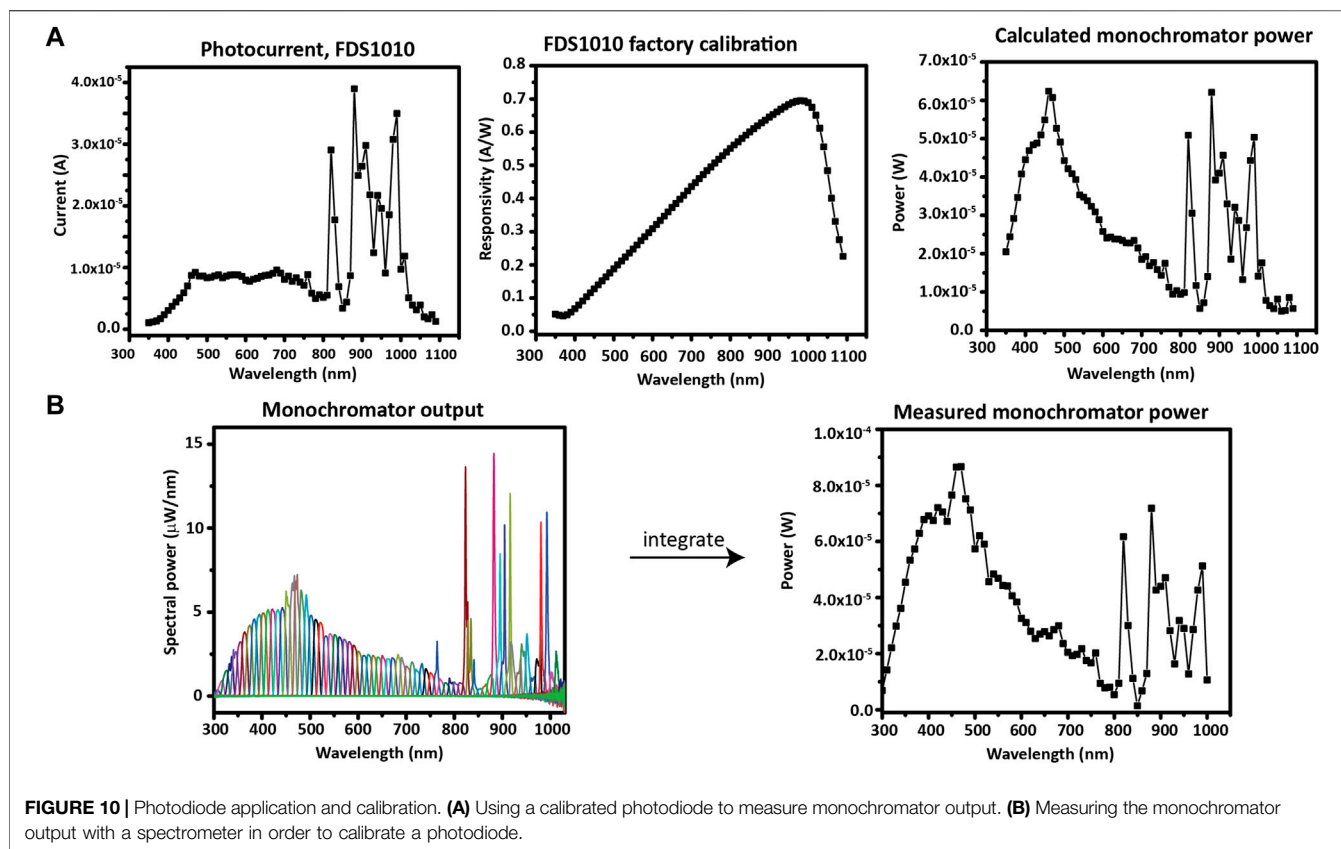 A
Photocurrent, FDS1010
Current (A)
4.0x10⁻⁵
3.0x10⁻⁵
2.0x10⁻⁵
1.0x10⁻⁵
0.0
300 400 500 600 700 800 900 1000 1100
Wavelength (nm)
FDS1010 factory calibration
Responsivity (A/W)
0.8
0.7
0.6
0.5
0.4
0.3
0.2
0.1
0.0
300 400 500 600 700 800 900 1000 1100
Wavelength (nm)
Calculated monochromator power
Power (W)
7.0x10⁻⁵
6.0x10⁻⁵
5.0x10⁻⁵
4.0x10⁻⁵
3.0x10⁻⁵
2.0x10⁻⁵
1.0x10⁻⁵
0.0
300 400 500 600 700 800 900 1000 1100
Wavelength (nm)
B
Monochromator output
Spectral power (µW/nm)
15
10
5
0
300 400 500 600 700 800 900 1000
Wavelength (nm)
integrate
Measured monochromator power
Power (W)
1.0x10⁻⁴
8.0x10⁻⁵
6.0x10⁻⁵
4.0x10⁻⁵
2.0x10⁻⁵
0.0
300 400 500 600 700 800 900 1000
Wavelength (nm)
FIGURE 10 | Photodiode application and calibration. (A) Using a calibrated photodiode to measure monochromator output. (B) Measuring the monochromator
output with a spectrometer in order to calibrate a photodiode.